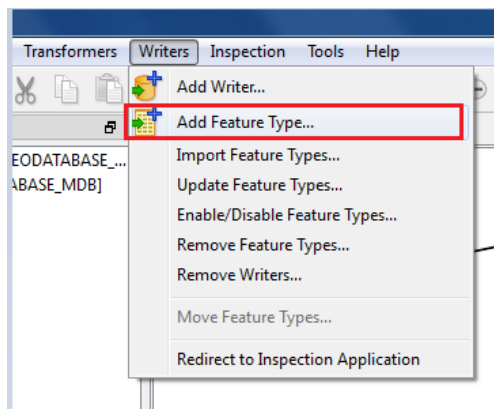 Transformers Writers Inspection Tools Help
Add Writer...
Add Feature Type...
EODATABASE_...
Import Feature Types...
ABASE_MDB]
Update Feature Types...
Enable/Disable Feature Types...
Remove Feature Types...
Remove Writers...
Move Feature Types...
Redirect to Inspection Application